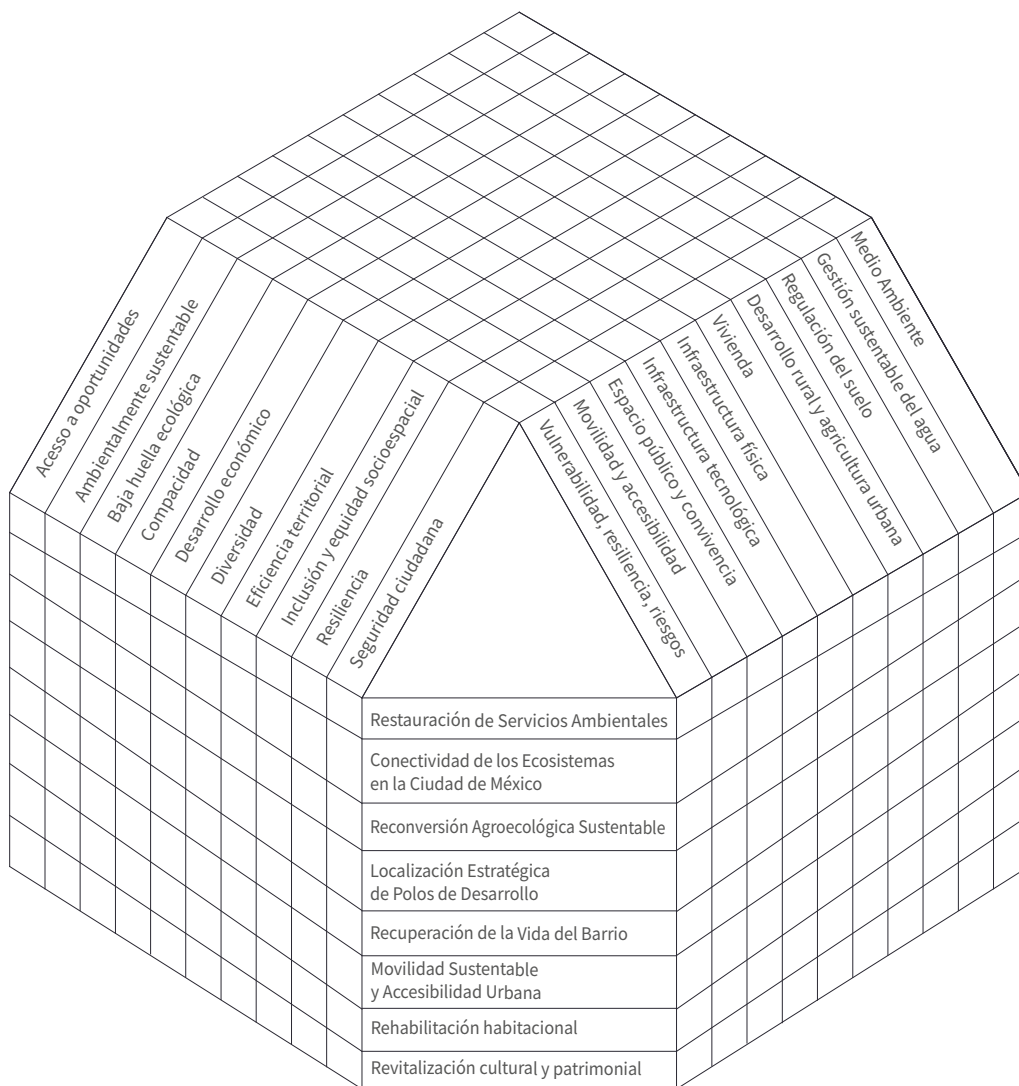 Acceso a oportunidades
Ambientalmente sustentable
Baja huella ecológica
Compacidad
Desarrollo económico
Diversidad
Eficiencia territorial
Inclusión y equidad socioespacial
Resiliencia
Seguridad ciudadana
Vulnerabilidad, resiliencia, riesgos
Movilidad y accesibilidad
Espacio público y convivencia
Infraestructura tecnológica
Infraestructura física
Vivienda
Desarrollo rural y agricultura urbana
Regulación del suelo
Gestión sustentable del agua
Medio Ambiente
Restauración de Servicios Ambientales
Conectividad de los Ecosistemas
en la Ciudad de México
Reconversión Agroecológica Sustentable
Localización Estratégica
de Polos de Desarrollo
Recuperación de la Vida del Barrio
Movilidad Sustentable
y Accesibilidad Urbana
Rehabilitación habitacional
Revitalización cultural y patrimonial